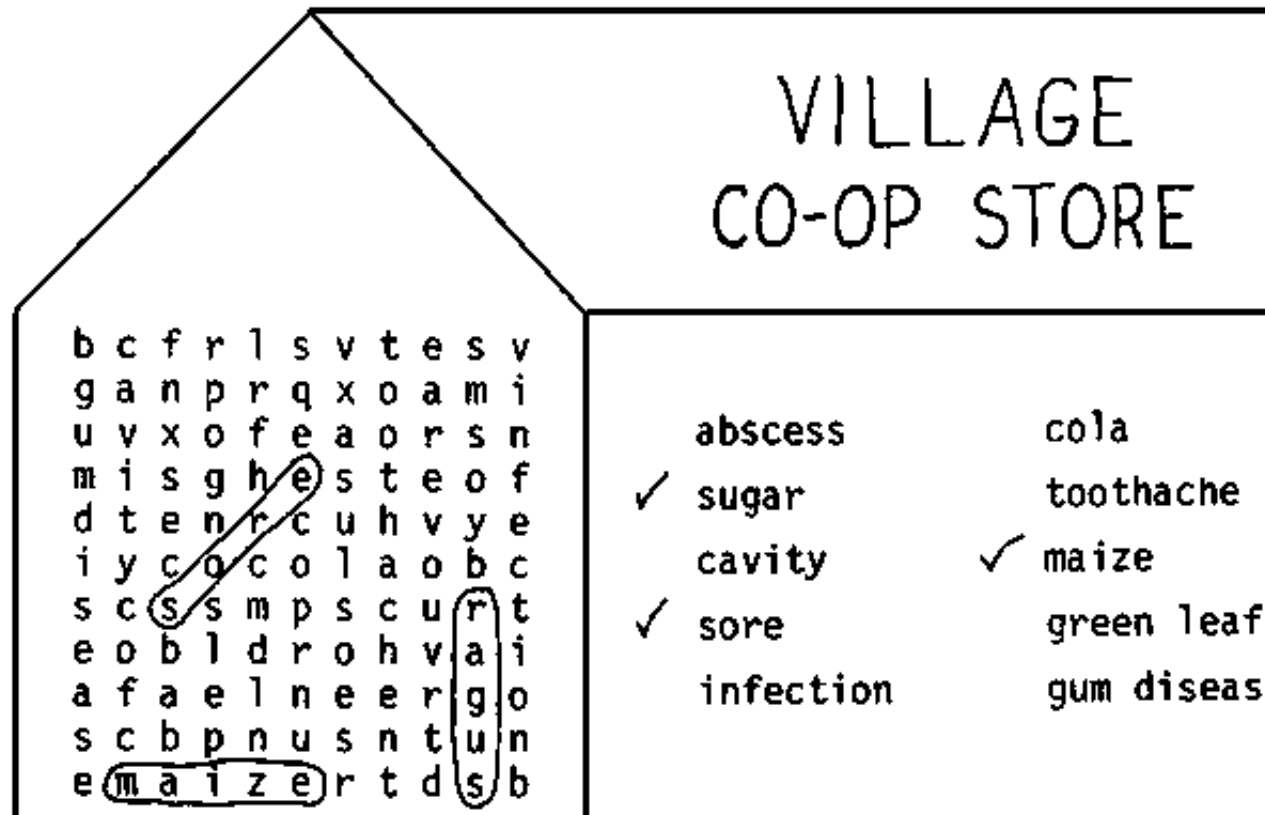 VILLAGE
CO-OP STORE
b c f r l s v t e s v
g a n p r q x o a m i
u v x o f e a o r s n
m i s g h e s t e o f
d t e n r c u h v y e
i y c o c o l a o b c
s c s s m p s c u r t
e o b l d r o h v a i
a f a e l n e e r g o
s c b p n u s n t u n
e m a i z e r t d s b
abscess
✓ sugar
cavity
✓ sore
infection
cola
toothache
✓ maize
green leaf
gum diseas